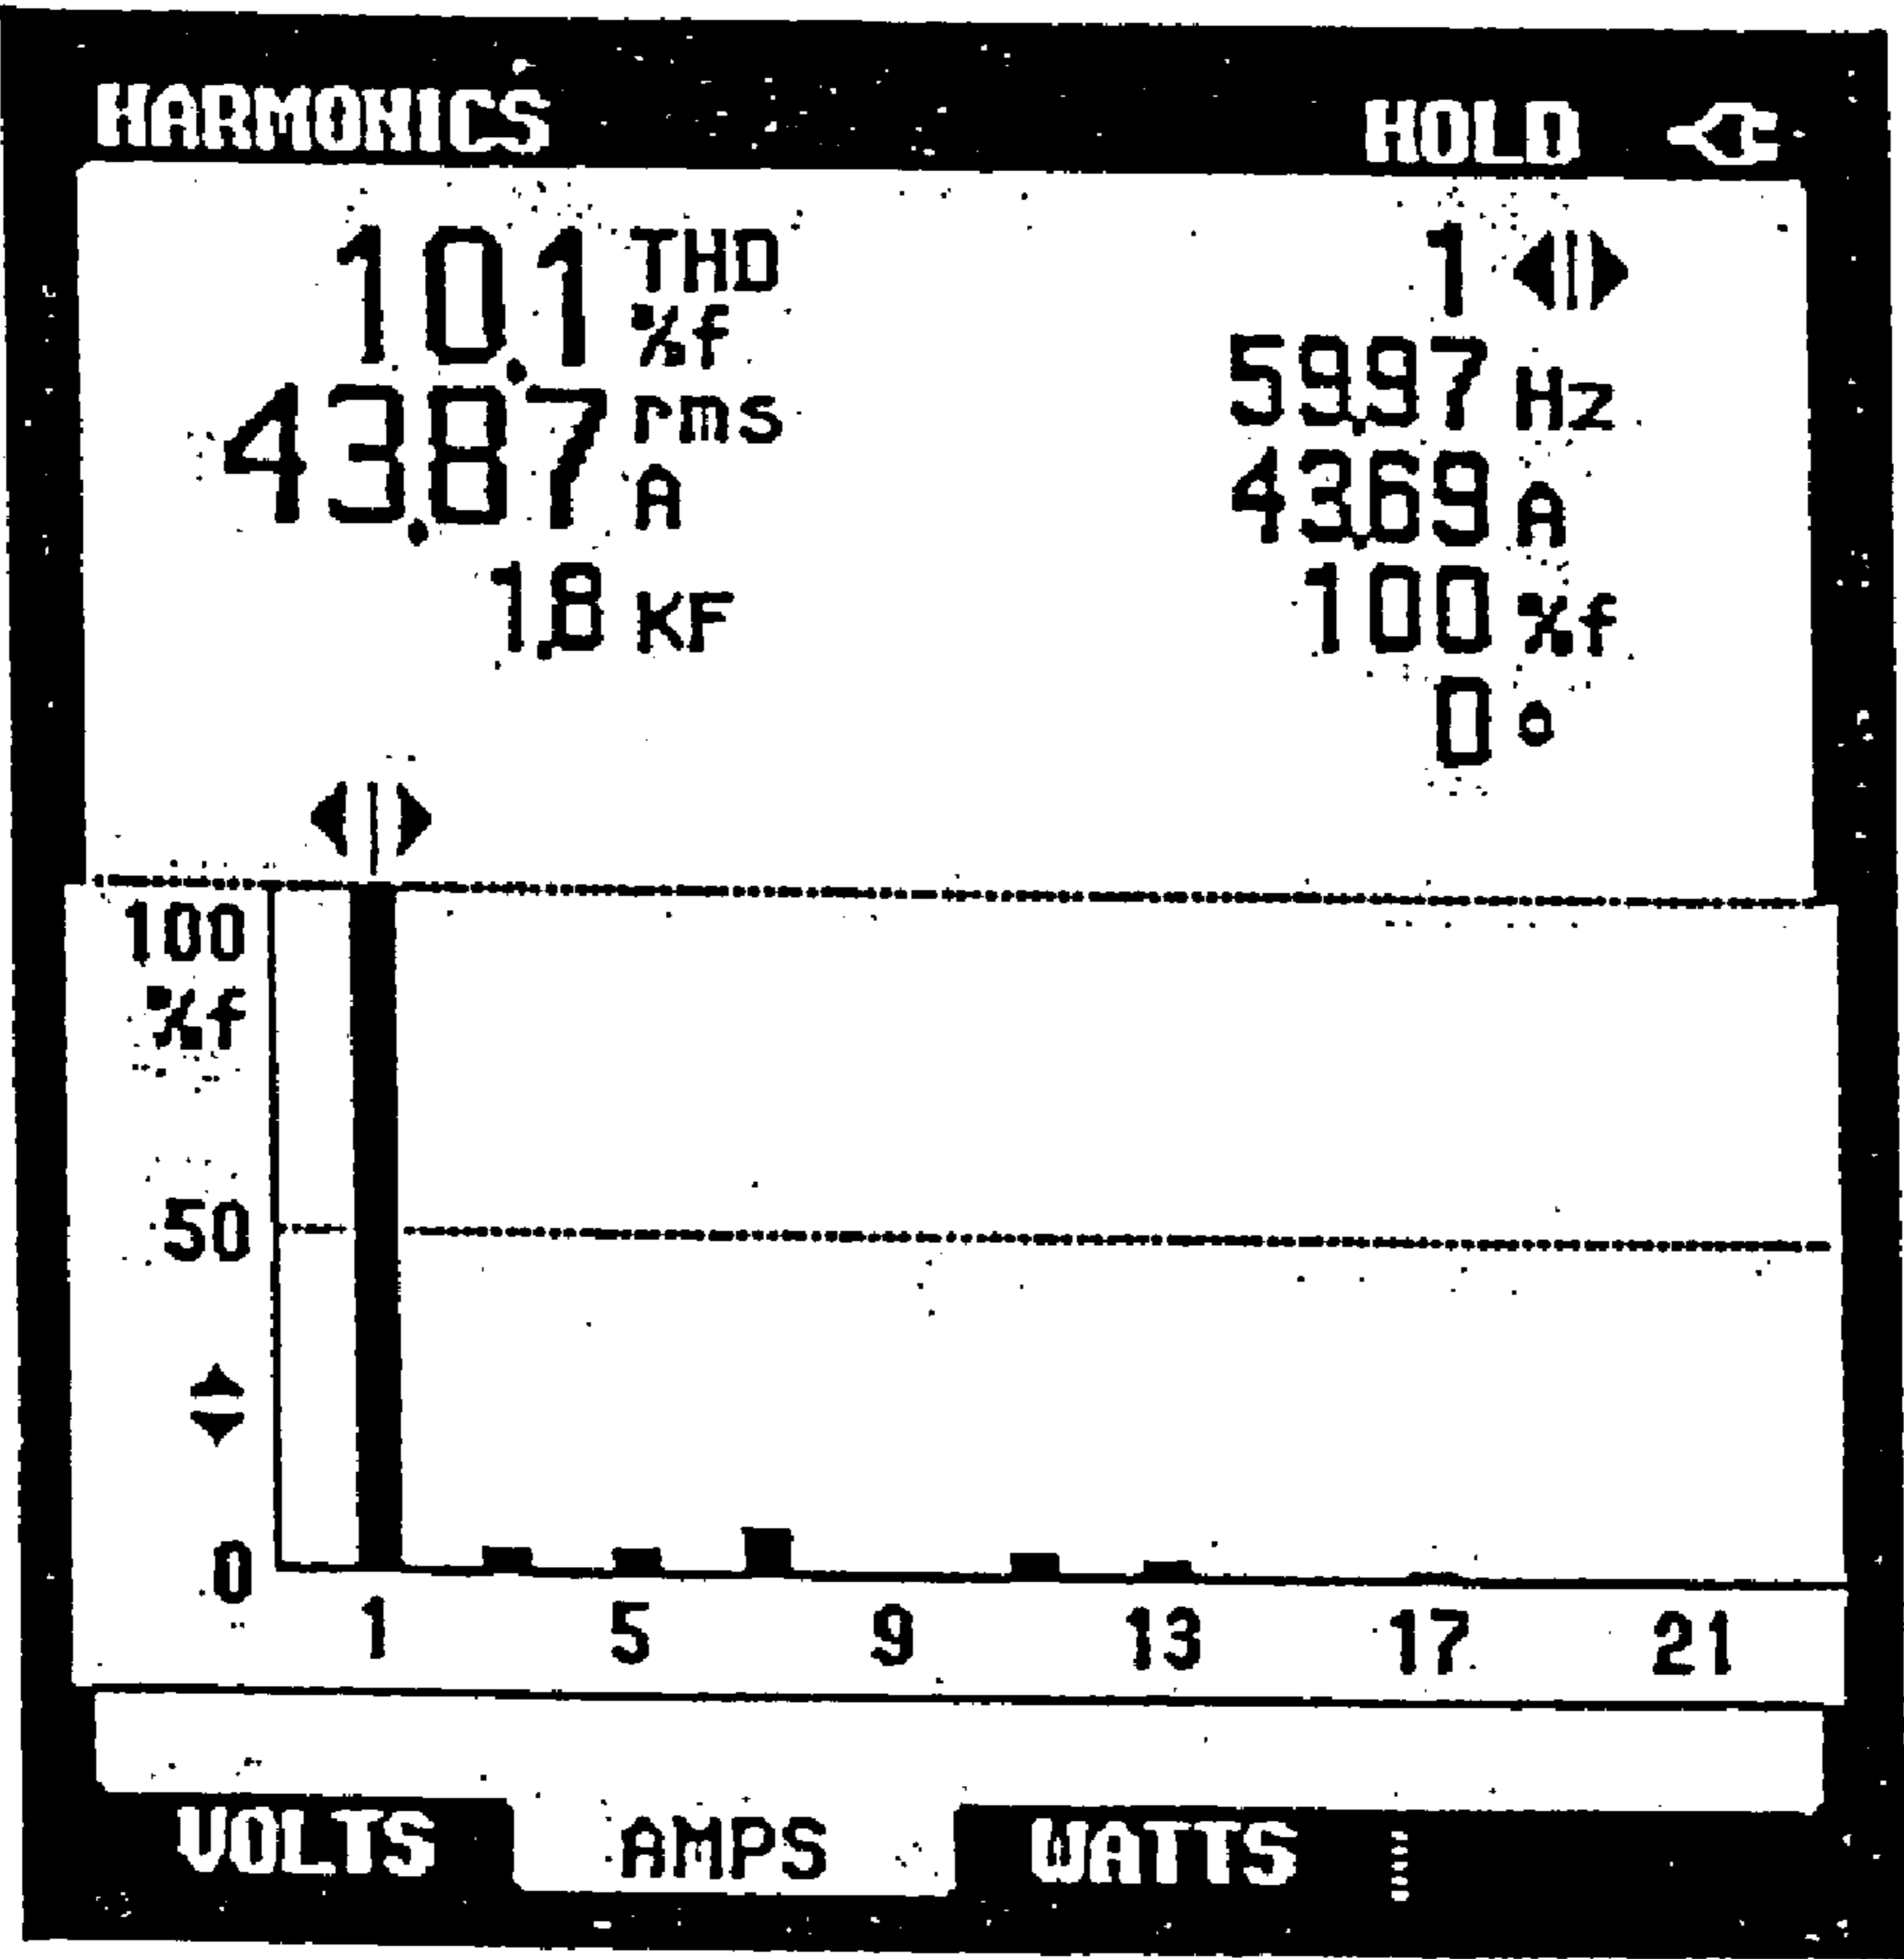 HARMONICS HOLD
10.1 THD %f 1
43.87 rms A 59.97 Hz
43.69 A
1.8 KF 100 %f
0 °
100 %f
50
0
1 5 9 13 17 21
VOLTS AMPS WATTS